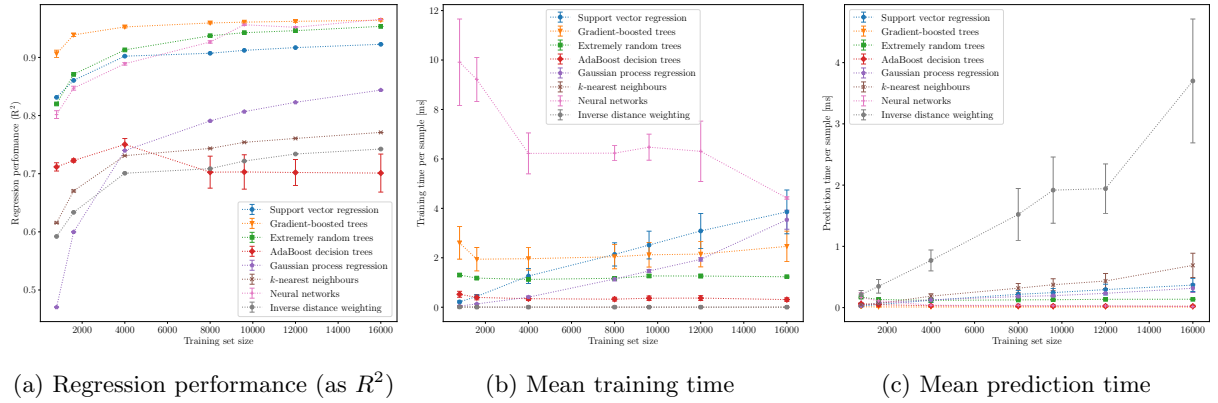 Regression performance (R²)
0.9
0.8
0.7
0.6
0.5
Support vector regression
Gradient-boosted trees
Extremely random trees
AdaBoost decision trees
Gaussian process regression
k-nearest neighbours
Neural networks
Inverse distance weighting
2000 4000 6000 8000 10000 12000 14000 16000
Training set size
(a) Regression performance (as R²)
Training time per sample [ms]
12
10
8
6
4
2
0
Support vector regression
Gradient-boosted trees
Extremely random trees
AdaBoost decision trees
Gaussian process regression
k-nearest neighbours
Neural networks
Inverse distance weighting
2000 4000 6000 8000 10000 12000 14000 16000
Training set size
(b) Mean training time
Prediction time per sample [ms]
4
3
2
1
0
Support vector regression
Gradient-boosted trees
Extremely random trees
AdaBoost decision trees
Gaussian process regression
k-nearest neighbours
Neural networks
Inverse distance weighting
2000 4000 6000 8000 10000 12000 14000 16000
Training set size
(c) Mean prediction time